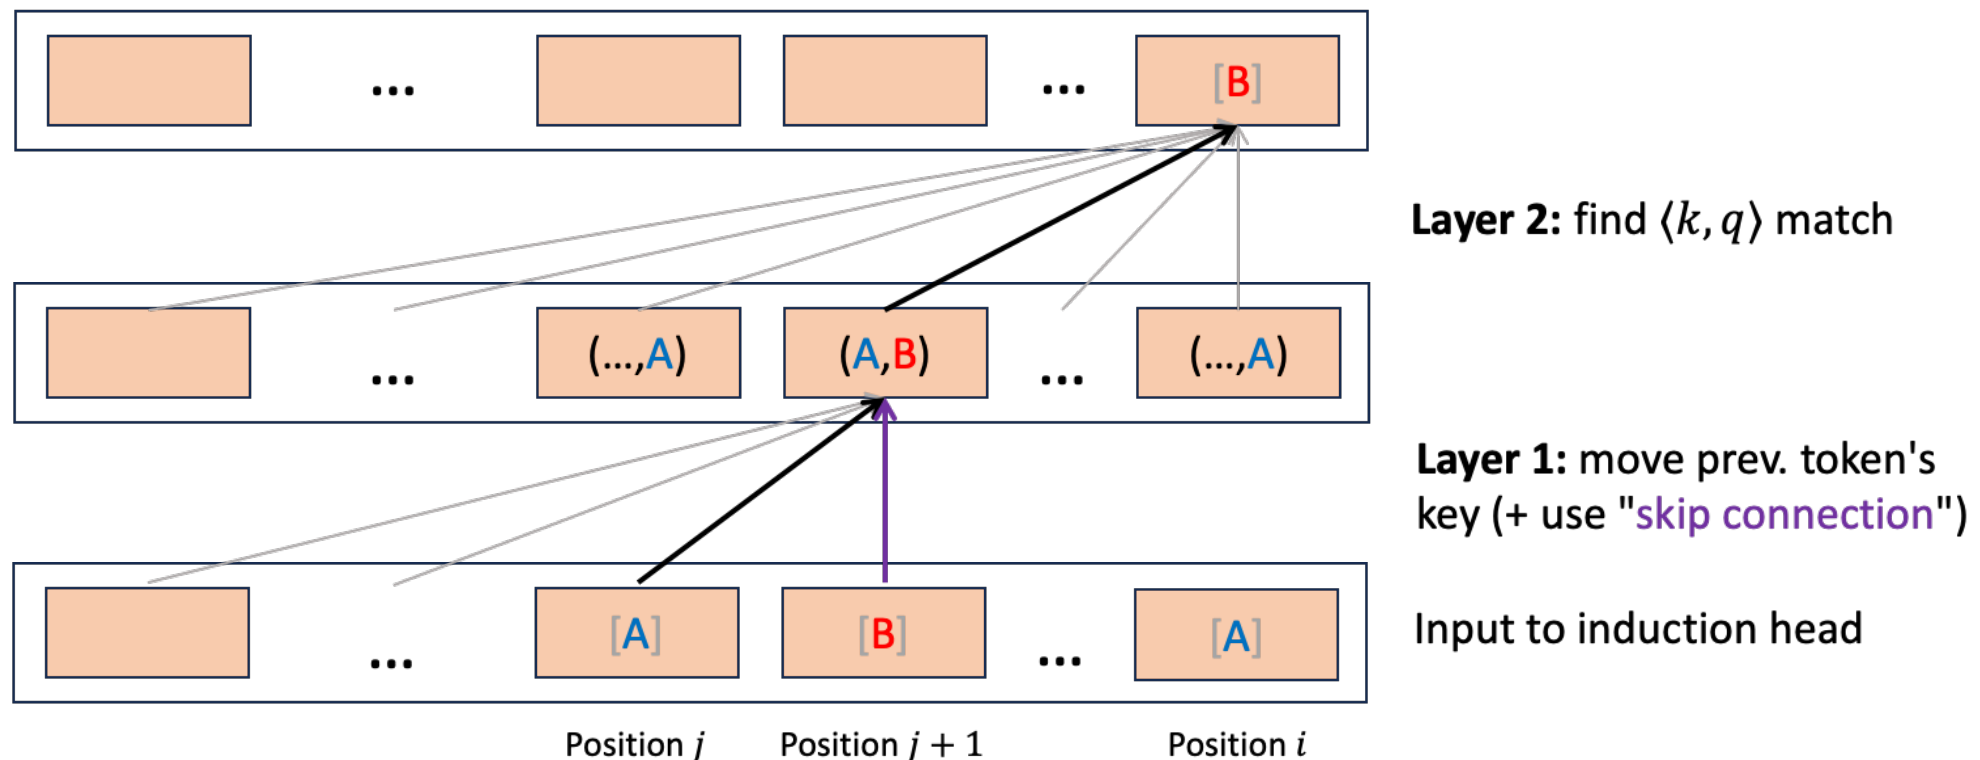 ... ... [B]
Layer 2: find ⟨k, q⟩ match
... (...,A) (A,B) ... (...,A)
Layer 1: move prev. token's
key (+ use "skip connection")
... [A] [B] ... [A]
Input to induction head
Position j Position j + 1 Position i